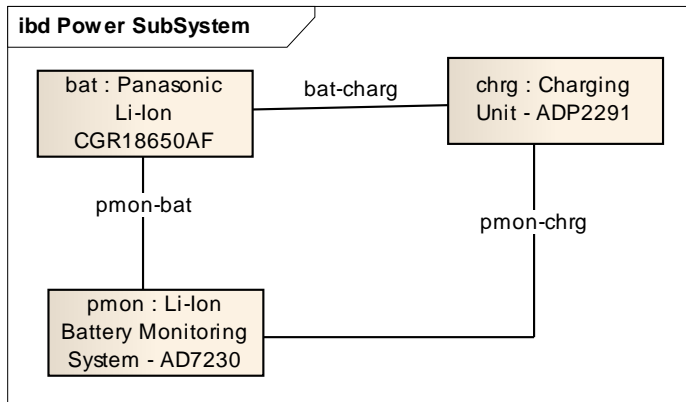 ibd Power SubSystem
bat : Panasonic
Li-Ion
CGR18650AF
bat-charg
chrg : Charging
Unit - ADP2291
pmon-bat
pmon-chrg
pmon : Li-Ion
Battery Monitoring
System - AD7230